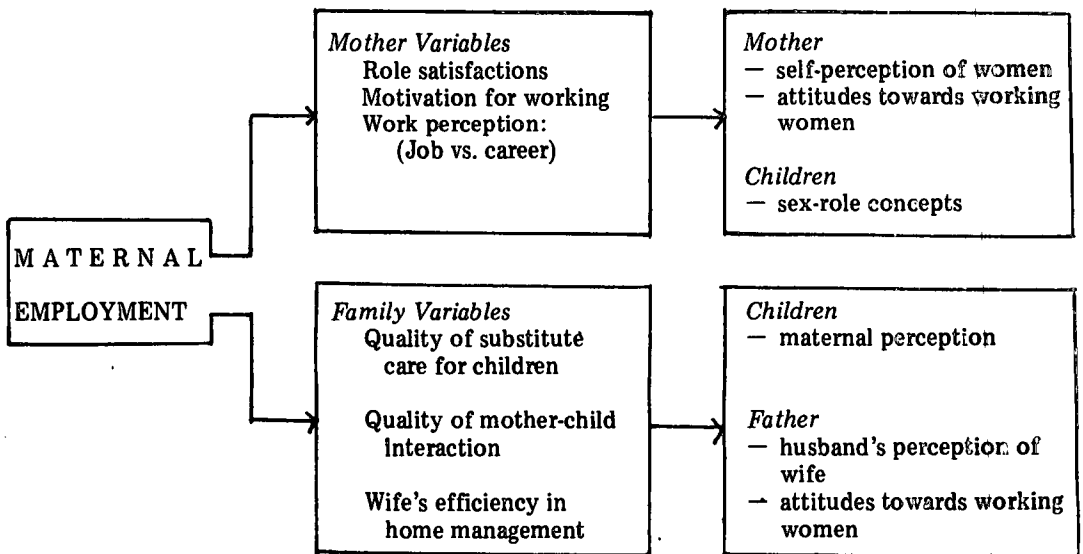 MATERNAL
EMPLOYMENT
Mother Variables
Role satisfactions
Motivation for working
Work perception:
(Job vs. career)
Mother
— self-perception of women
— attitudes towards working
women
Children
— sex-role concepts
Family Variables
Quality of substitute
care for children
Quality of mother-child
interaction
Wife's efficiency in
home management
Children
— maternal perception
Father
— husband's perception of
wife
— attitudes towards working
women